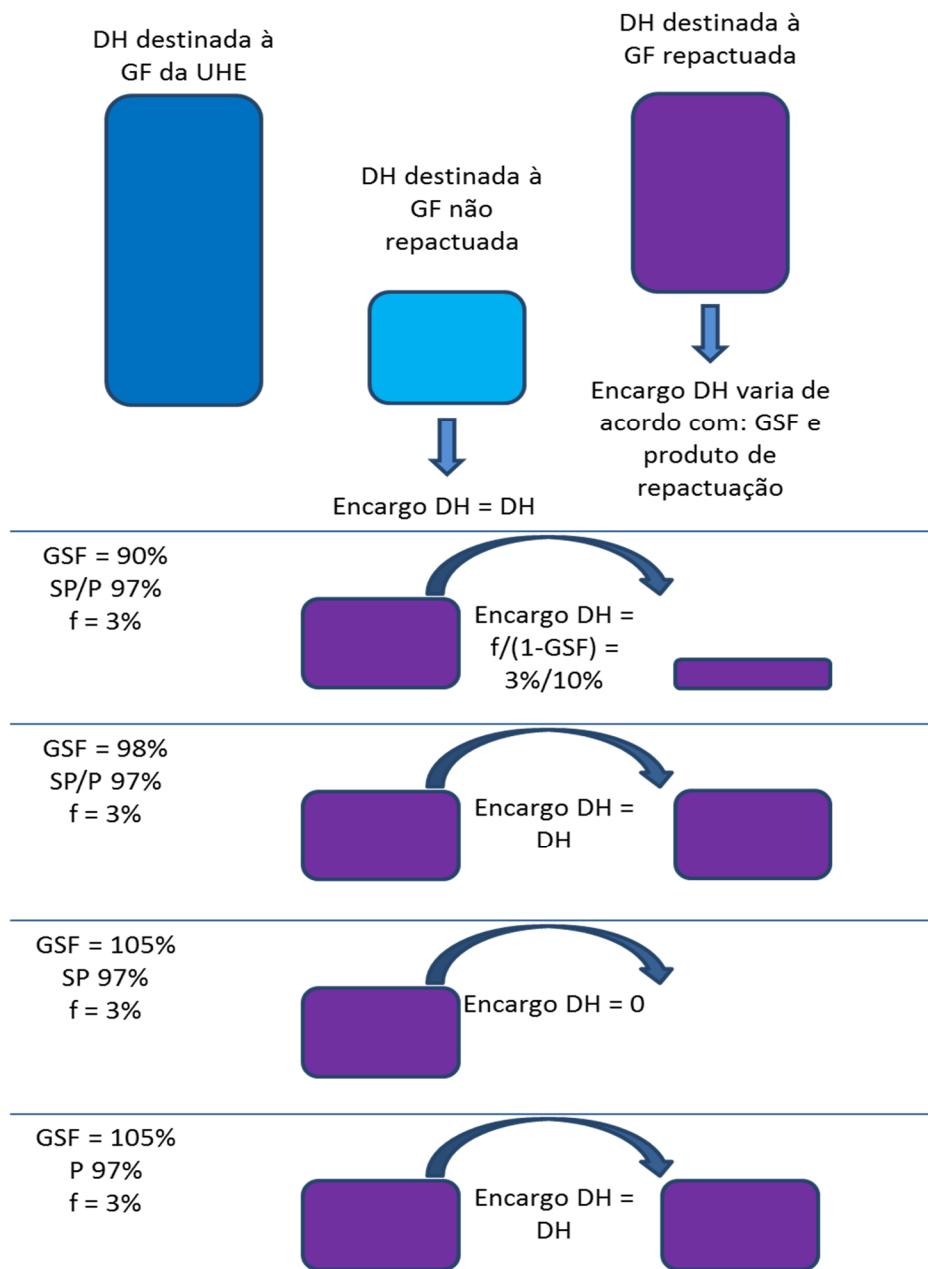 DH destinada à
GF da UHE
DH destinada à
GF não
repactuada
DH destinada à
GF repactuada
Encargo DH = DH
Encargo DH varia de
acordo com: GSF e
produto de
repactuação
GSF = 90%
SP/P 97%
f = 3%
Encargo DH =
f/(1-GSF) =
3%/10%
GSF = 98%
SP/P 97%
f = 3%
Encargo DH =
DH
GSF = 105%
SP 97%
f = 3%
Encargo DH = 0
GSF = 105%
P 97%
f = 3%
Encargo DH =
DH